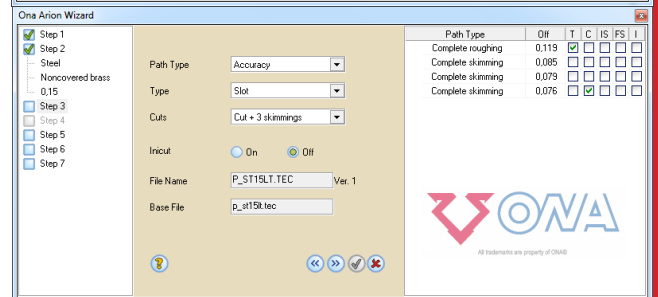 Ona Arion Wizard
Step 1
Step 2
Steel
Noncovered brass
0,15
Step 3
Step 4
Step 5
Step 6
Step 7
Path Type Accuracy
Type Slot
Cuts Cut + 3 skimmings
Inicut On Off
File Name P_ST15LT.TEC Ver. 1
Base File p_st15lt.tec
Path Type Off T C IS FS I
Complete roughing 0,119
Complete skimming 0,085
Complete skimming 0,079
Complete skimming 0,076
ONA
All trademarks are property of ONA®